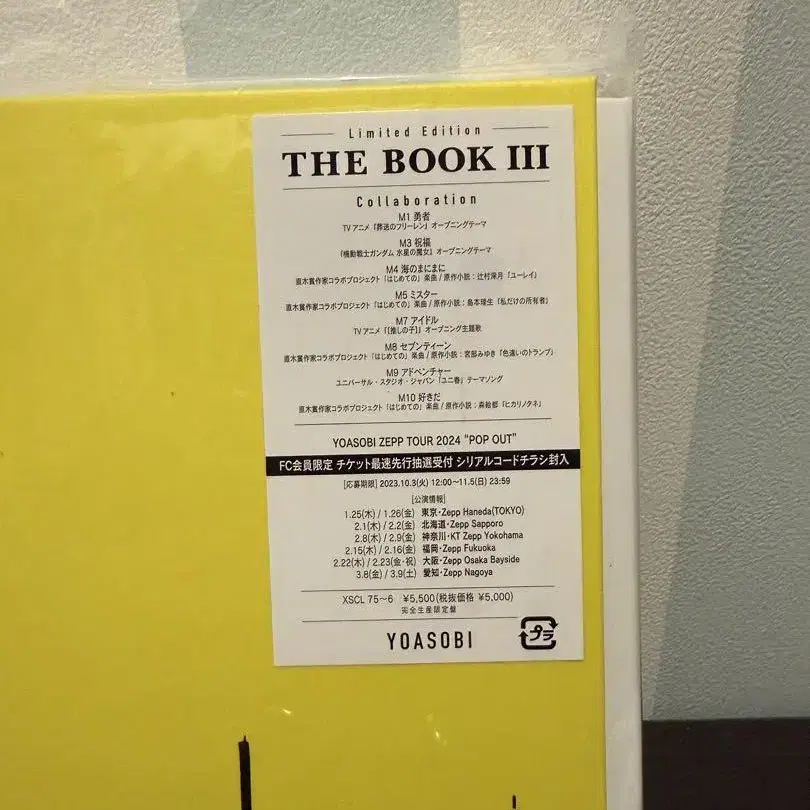 Limited Edition
THE BOOK III
Collaboration
M1 勇者
TVアニメ『葬送のフリーレン』オープニングテーマ
M3 祝福
『機動戦士ガンダム 水星の魔女』オープニングテーマ
M4 海のまにまに
直木賞作家コラボプロジェクト「はじめての」楽曲 / 原作小説：辻村深月「ユーレイ」
M5 ミスター
直木賞作家コラボプロジェクト「はじめての」楽曲 / 原作小説：島本理生「私だけの所有者」
M7 アイドル
TVアニメ『【推しの子】』オープニング主題歌
M8 セブンティーン
直木賞作家コラボプロジェクト「はじめての」楽曲 / 原作小説：宮部みゆき「色違いのトランプ」
M9 アドベンチャー
ユニバーサル・スタジオ・ジャパン「ユニ春」テーマソング
M10 好きだ
直木賞作家コラボプロジェクト「はじめての」楽曲 / 原作小説：森絵都「ヒカリノタネ」
YOASOBI ZEPP TOUR 2024 "POP OUT"
FC会員限定 チケット最速先行抽選受付 シリアルコードチラシ封入
[応募期限] 2023.10.3(火) 12:00～11.5(日) 23:59
[公演情報]
1.25(木) / 1.26(金) 東京・Zepp Haneda(TOKYO)
2.1(木) / 2.2(金) 北海道・Zepp Sapporo
2.8(木) / 2.9(金) 神奈川・KT Zepp Yokohama
2.15(木) / 2.16(金) 福岡・Zepp Fukuoka
2.22(木) / 2.23(金・祝) 大阪・Zepp Osaka Bayside
3.8(金) / 3.9(土) 愛知・Zepp Nagoya
XSCL 75～6 ¥5,500(税抜価格 ¥5,000)
完全生産限定盤
YOASOBI
プラ